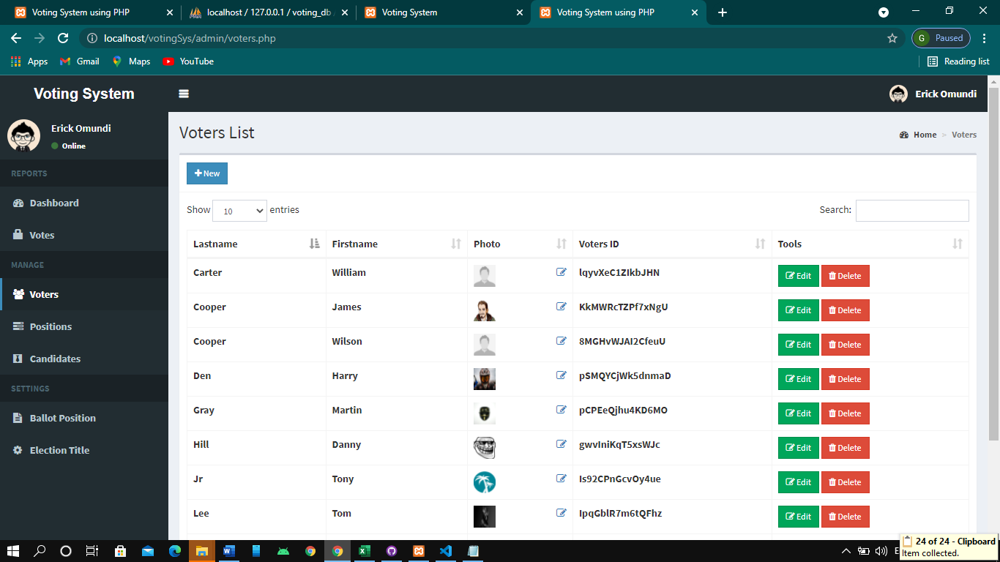 Voting System using PHP
localhost / 127.0.0.1 / voting_db
Voting System
Voting System using PHP
localhost/votingSys/admin/voters.php
G Paused
Apps Gmail Maps YouTube
Reading list
Voting System
Erick Omundi
Erick Omundi
Online
Voters List
Home > Voters
REPORTS
Dashboard
Votes
MANAGE
Voters
Positions
Candidates
SETTINGS
Ballot Position
Election Title
New
Show 10 entries
Search:
Lastname Firstname Photo Voters ID Tools
Carter William lqyvXeC1ZIkbJHN Edit Delete
Cooper James KkMWRcTZPf7xNgU Edit Delete
Cooper Wilson 8MGHvWJAI2CfeuU Edit Delete
Den Harry pSMQYCjWk5dnmaD Edit Delete
Gray Martin pCPEeQjhu4KD6MO Edit Delete
Hill Danny gwvIniKqT5xsWJc Edit Delete
Jr Tony Is92CPnGcvOy4ue Edit Delete
Lee Tom IpqGblR7m6tQFhz Edit Delete
24 of 24 - Clipboard
Item collected.